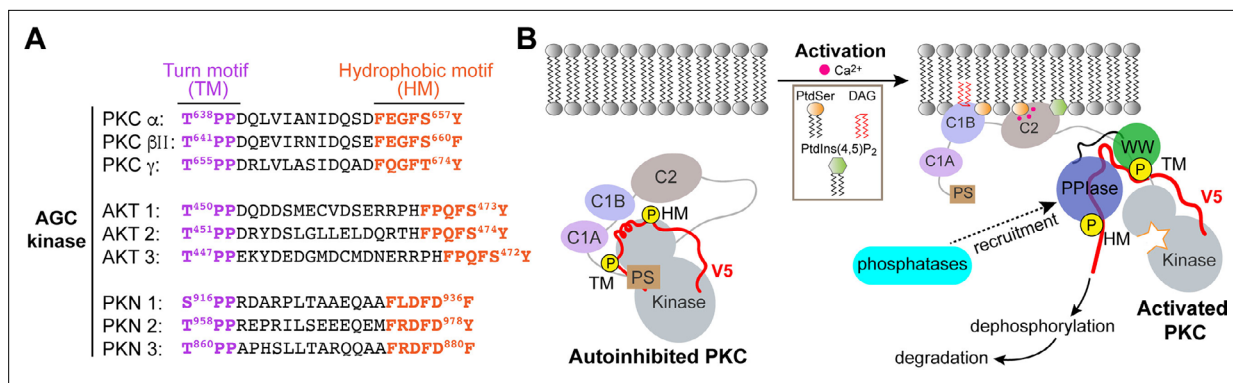 A
Turn motif
(TM)
Hydrophobic motif
(HM)
AGC
kinase
PKC α: T638PPDQLVIANIDQSDFEGFS657Y
PKC βII: T641PPDQEVIRNIDQSEFEGFS660F
PKC γ: T655PPDRLVLASIDQADFQGFT674Y
AKT 1: T450PPDQDDSMECVDSERRPHFPQFS473Y
AKT 2: T451PPDRYDSLGLLELDQRTHFPQFS474Y
AKT 3: T447PPEKYDEDGMDCMDNERRPHFPQFS472Y
PKN 1: S916PPRDARPLTAAEQAAFLDFD936F
PKN 2: T958PPREPRILSEEEQEMFRDFD978Y
PKN 3: T860PPAPHSLLTARQQAAFRDFD880F
B
C2
C1B
C1A
P
HM
P
TM
PS
V5
Kinase
Autoinhibited PKC
Activation
Ca2+
PtdSer
DAG
PtdIns(4,5)P2
C1B
C2
C1A
PS
WW
PPIase
P
TM
P
HM
V5
Kinase
phosphatases
recruitment
dephosphorylation
degradation
Activated
PKC